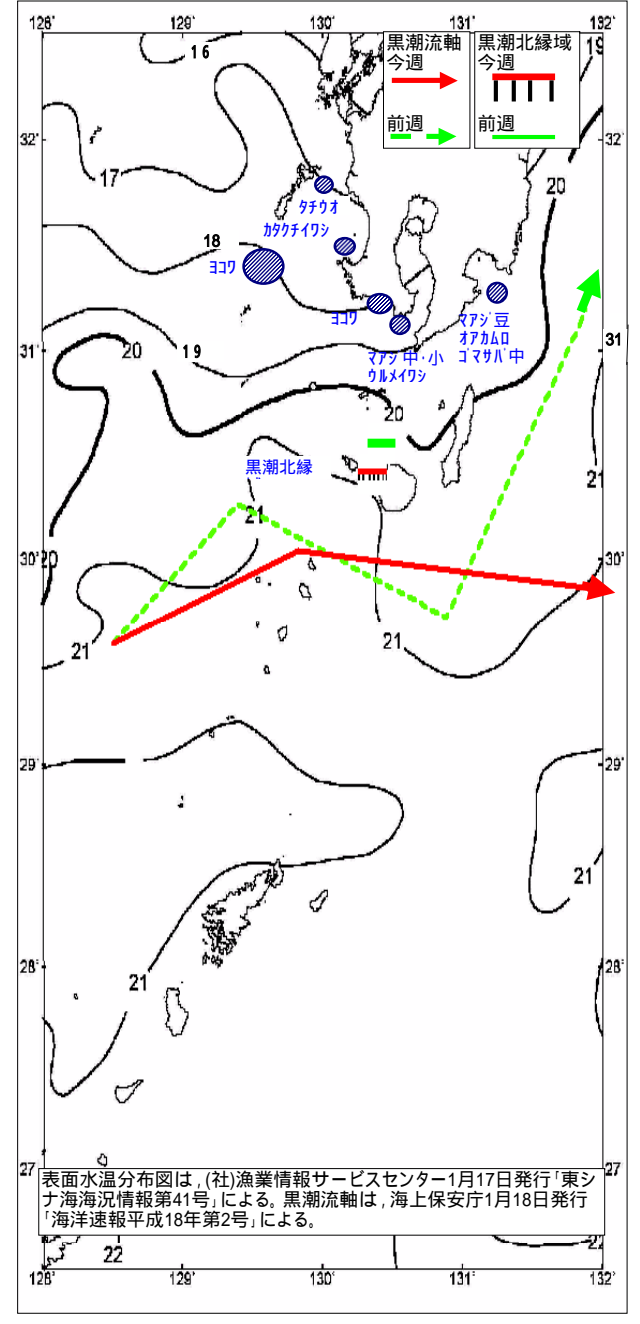 128° 129° 130° 131° 132°
黒潮流軸
今週
前週
黒潮北縁域
今週
前週
16
19
32°
17
20
タチウオ
カタクチイワシ
18
ヨコワ
ヨコワ
マアジ豆
オアカムロ
ゴマサバ中
マアジ中・小
ウルメイワシ
31°
31
20
19
20
黒潮北縁
21
21
30°
20
30°
21
21
29°
29°
21
28°
28°
21
27°
27
表面水温分布図は,(社)漁業情報サービスセンター1月17日発行「東シ
ナ海海況情報第41号」による。黒潮流軸は,海上保安庁1月18日発行
「海洋速報平成18年第2号」による。
22
22
128° 129° 130° 131° 132°